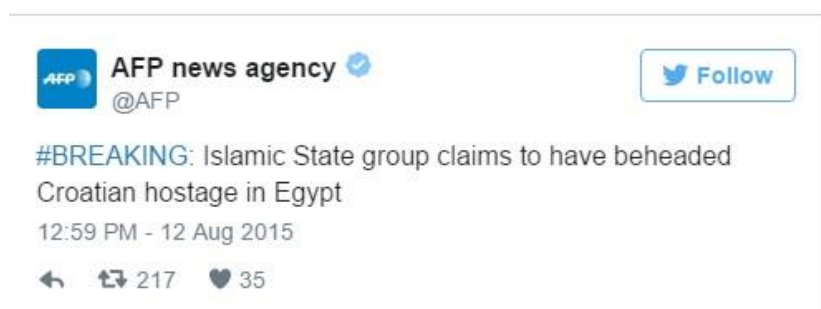 AFP
AFP news agency
@AFP
Follow
#BREAKING: Islamic State group claims to have beheaded
Croatian hostage in Egypt
12:59 PM - 12 Aug 2015
217 35